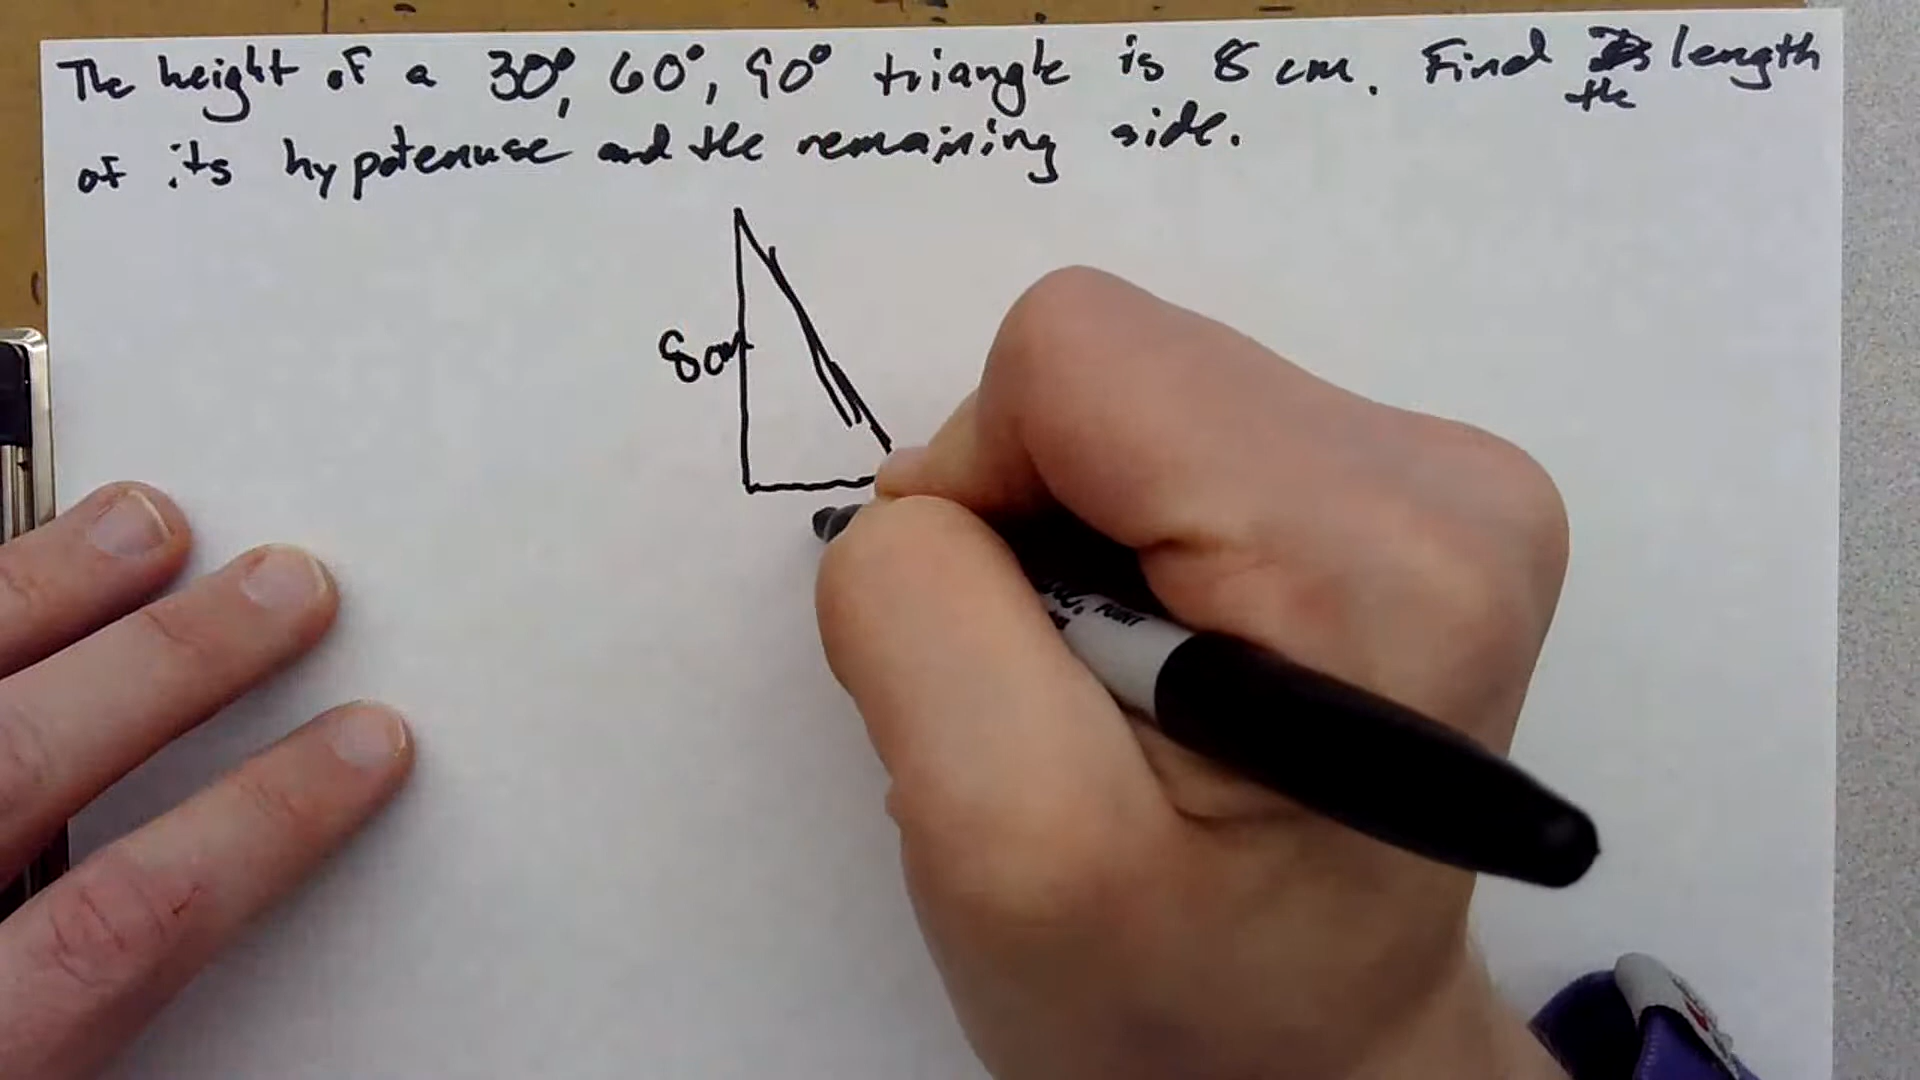 The height of a 30°, 60°, 90° triangle is 8 cm. Find the length
of its hypotenuse and the remaining side.
8cm
POINT